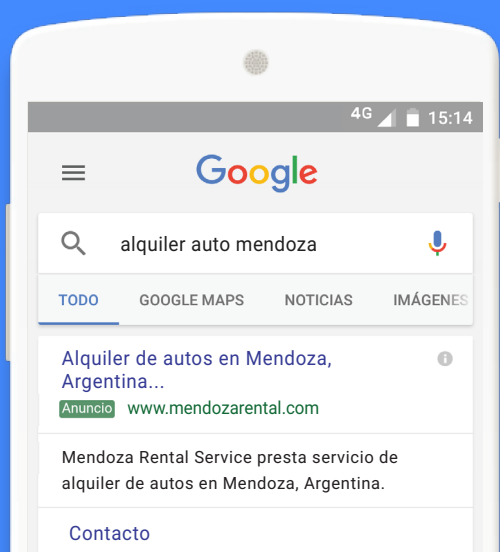 4G 15:14
Google
alquiler auto mendoza
TODO GOOGLE MAPS NOTICIAS IMÁGENES
Alquiler de autos en Mendoza,
Argentina...
Anuncio www.mendozarental.com
Mendoza Rental Service presta servicio de
alquiler de autos en Mendoza, Argentina.
Contacto